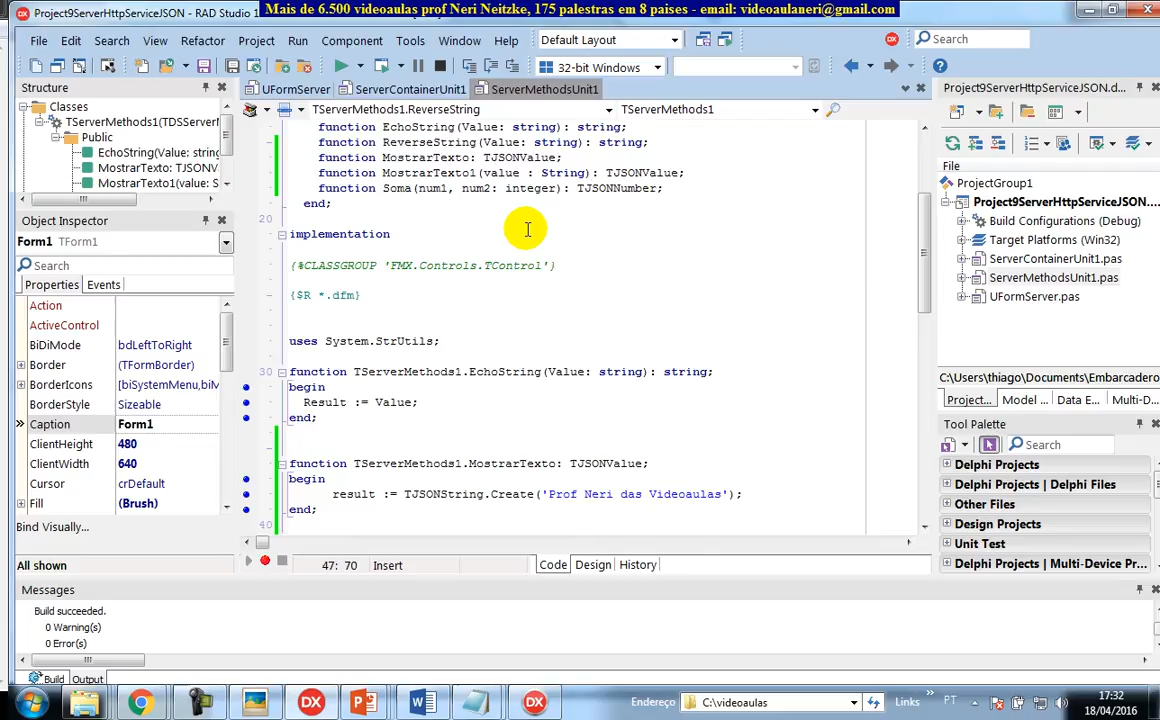 Mais de 6.500 videoaulas prof Neri Neitzke, 175 palestras em 8 paises - email: videoaulaneri@gmail.com
Project9ServerHttpServiceJSON - RAD Studio 1
File Edit Search View Refactor Project Run Component Tools Window Help
Default Layout
Search
32-bit Windows
Structure
Classes
TServerMethods1(TDSServerM
Public
EchoString(Value: string
MostrarTexto: TJSONVa
MostrarTexto1(value: S
Object Inspector
Form1 TForm1
Search
Properties Events
Action
ActiveControl
BiDiMode bdLeftToRight
Border (TFormBorder)
BorderIcons [biSystemMenu,biM
BorderStyle Sizeable
Caption Form1
ClientHeight 480
ClientWidth 640
Cursor crDefault
Fill (Brush)
Bind Visually...
All shown
UFormServer ServerContainerUnit1 ServerMethodsUnit1
TServerMethods1.ReverseString TServerMethods1
function EchoString(Value: string): string;
function ReverseString(Value: string): string;
function MostrarTexto: TJSONValue;
function MostrarTexto1(value : String): TJSONValue;
function Soma(num1, num2: integer): TJSONNumber;
end;
20
implementation
{%CLASSGROUP 'FMX.Controls.TControl'}
{$R *.dfm}
uses System.StrUtils;
30 function TServerMethods1.EchoString(Value: string): string;
begin
Result := Value;
end;
function TServerMethods1.MostrarTexto: TJSONValue;
begin
result := TJSONString.Create('Prof Neri das Videoaulas');
end;
40
47: 70 Insert
Code Design History
Project9ServerHttpServiceJSON.d...
File
ProjectGroup1
Project9ServerHttpServiceJSON....
Build Configurations (Debug)
Target Platforms (Win32)
ServerContainerUnit1.pas
ServerMethodsUnit1.pas
UFormServer.pas
C:\Users\thiago\Documents\Embarcadero
Project... Model ... Data E... Multi-D...
Tool Palette
Search
Delphi Projects
Delphi Projects | Delphi Files
Other Files
Design Projects
Unit Test
Delphi Projects | Multi-Device Pr...
Messages
Build succeeded.
0 Warning(s)
0 Error(s)
Build Output
Endereço C:\videoaulas
Links
PT
17:32
18/04/2016